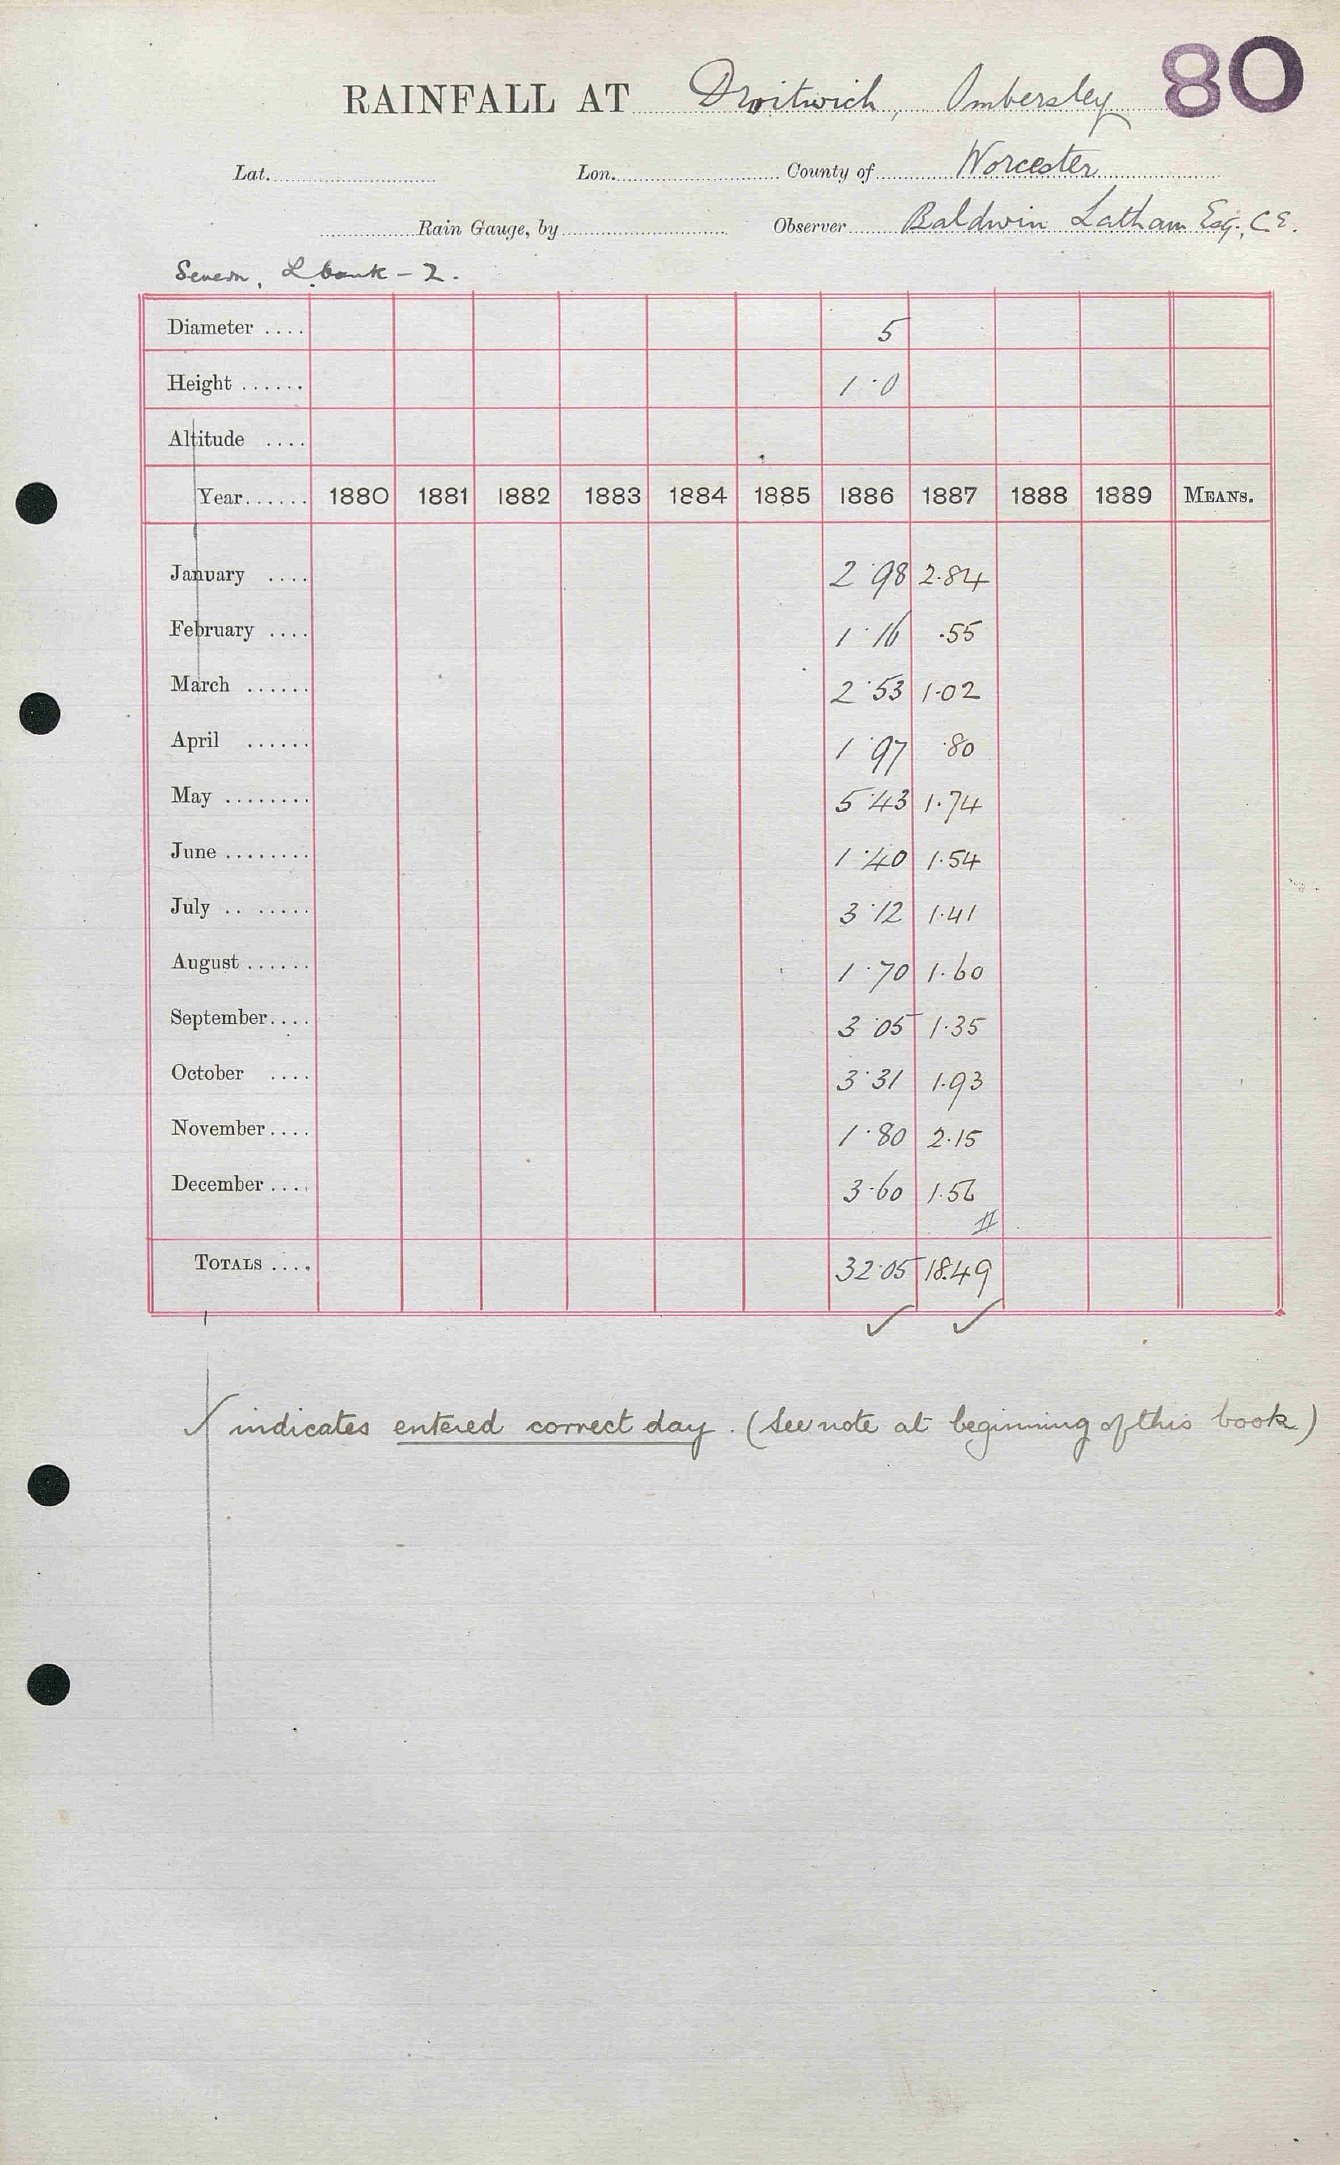 80
RAINFALL AT Droitwich, Ombersley
Lat. Lon. County of Worcester
Rain Gauge, by Observer Baldwin Latham Esq., C.E.
Severn, L bank - 2.
Diameter .... 5
Height ...... 1·0
Altitude ....
Year...... 1880 1881 1882 1883 1884 1885 1886 1887 1888 1889 MEANS.
January .... 2·98 2·84
February .... 1·16 ·55
March ...... 2·53 1·02
April ...... 1·97 ·80
May ........ 5·43 1·74
June ........ 1·40 1·54
July .. ...... 3·12 1·41
August ...... 1·70 1·60
September.... 3·05 1·35
October .... 3·31 1·93
November.... 1·80 2·15
December .... 3·60 1·56
TOTALS .... 32·05 18·49
✓ ✓
✓ indicates entered correct day. (See note at beginning of this book)